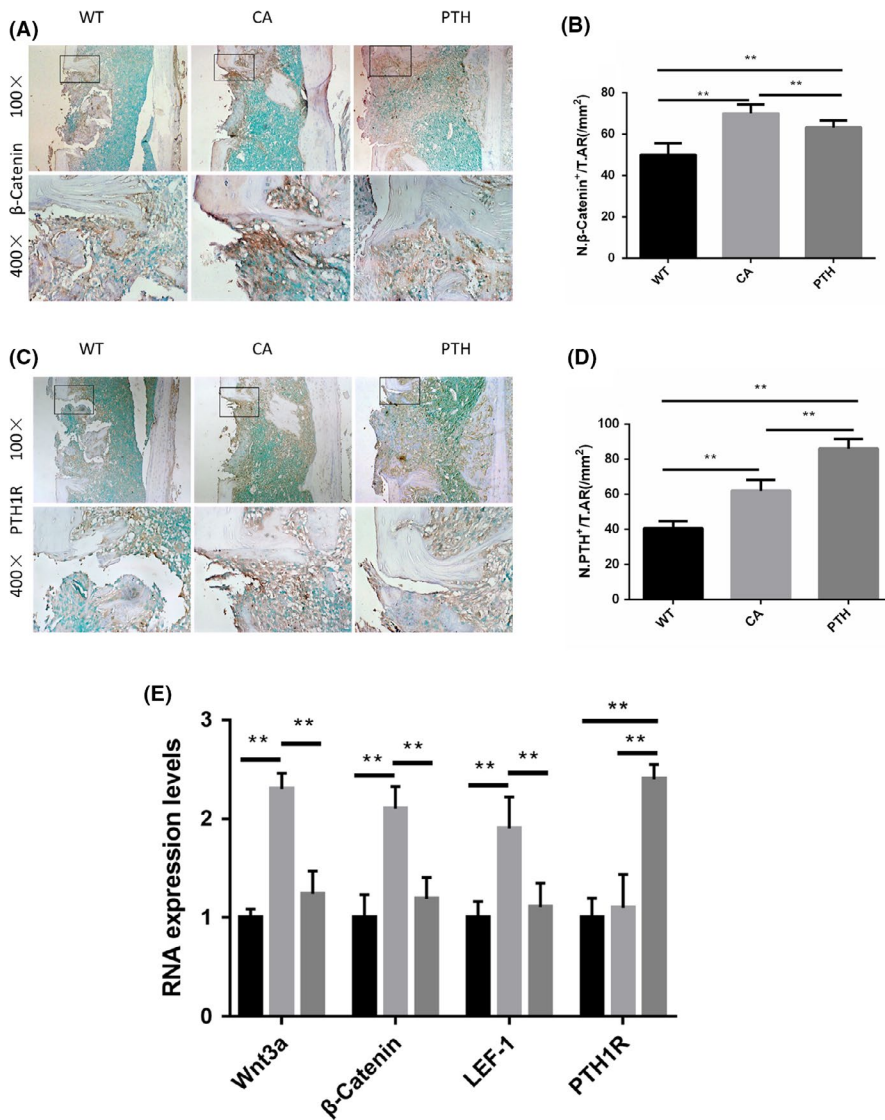 (A)
WT CA PTH
β-Catenin
100×
400×
(B)
N.β-Catenin⁺/T.AR(/mm²)
80
60
40
20
0
**
**
**
WT
CA
PTH
(C)
WT CA PTH
PTH1R
100×
400×
(D)
N.PTH⁺/T.AR(/mm²)
100
80
60
40
20
0
**
**
**
WT
CA
PTH
(E)
RNA expression levels
3
2
1
0
** ** ** ** ** ** ** **
Wnt3a
β-Catenin
LEF-1
PTH1R